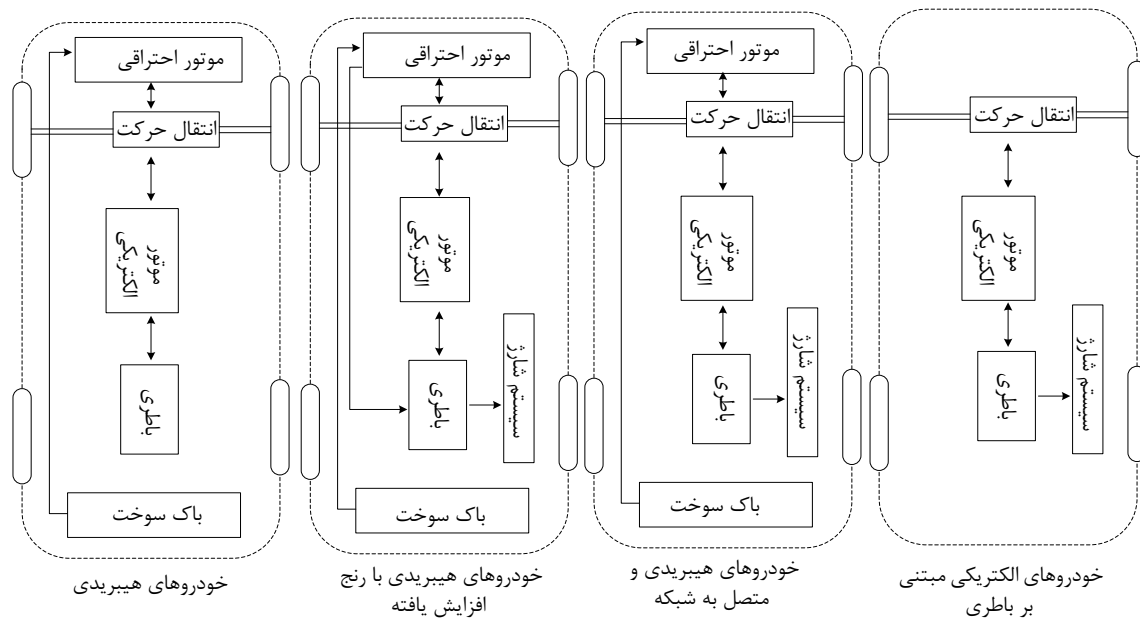 موتور احتراقی
انتقال حرکت
موتور
الکتریکی
باطری
باک سوخت
خودروهای هیبریدی
موتور احتراقی
انتقال حرکت
موتور
الکتریکی
باطری
سیستم شارژ
باک سوخت
خودروهای هیبریدی با رنج
افزایش یافته
موتور احتراقی
انتقال حرکت
موتور
الکتریکی
باطری
سیستم شارژ
باک سوخت
خودروهای هیبریدی و
متصل به شبکه
انتقال حرکت
موتور
الکتریکی
باطری
سیستم شارژ
خودروهای الکتریکی مبتنی
بر باطری